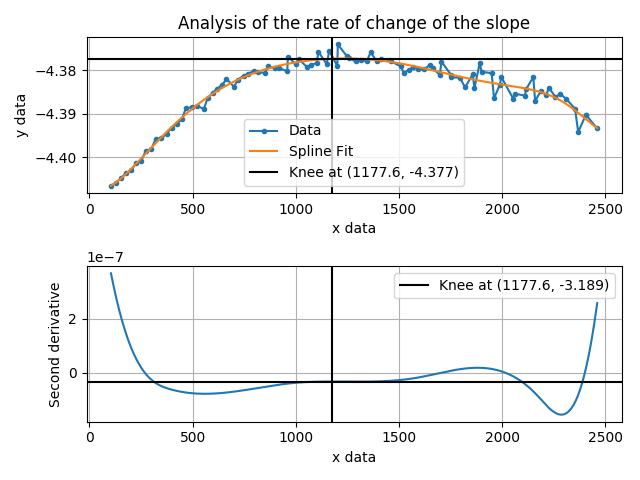 Analysis of the rate of change of the slope
−4.38
−4.39
−4.40
y data
Data
Spline Fit
Knee at (1177.6, -4.377)
0 500 1000 1500 2000 2500
x data
1e−7
Knee at (1177.6, -3.189)
2
0
Second derivative
0 500 1000 1500 2000 2500
x data